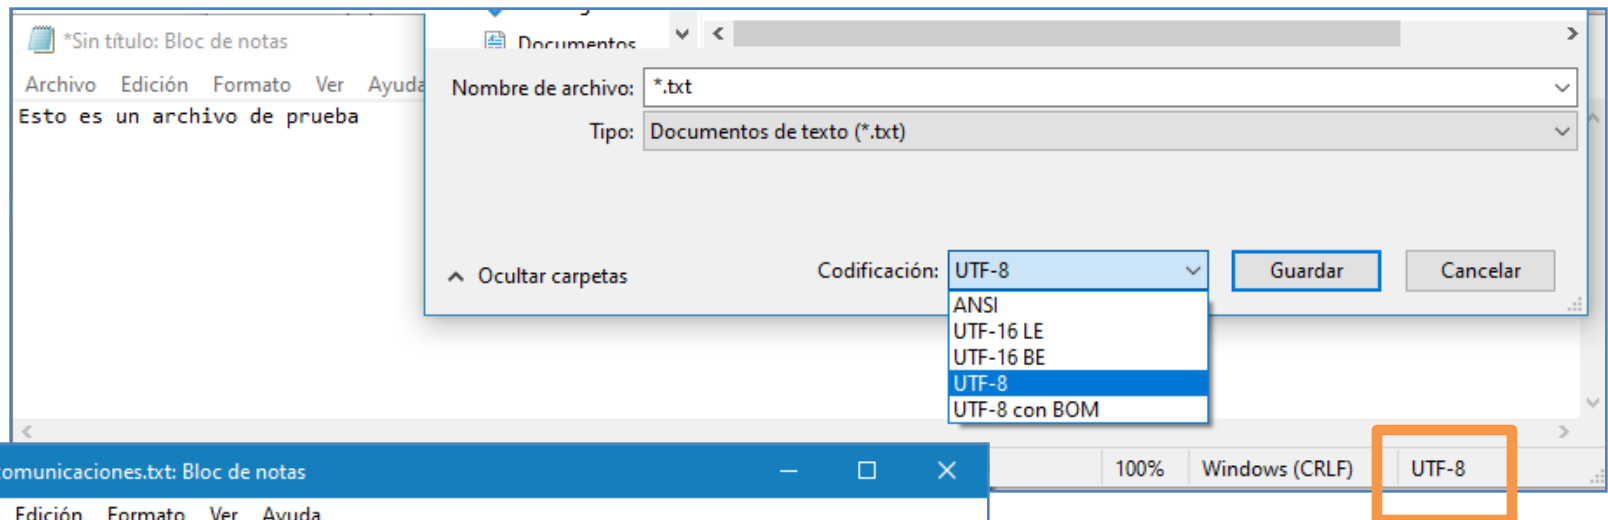 *Sin título: Bloc de notas
Archivo Edición Formato Ver Ayuda
Esto es un archivo de prueba
Documentos
Nombre de archivo: *.txt
Tipo: Documentos de texto (*.txt)
Ocultar carpetas
Codificación: UTF-8
Guardar
Cancelar
ANSI
UTF-16 LE
UTF-16 BE
UTF-8
UTF-8 con BOM
100% Windows (CRLF) UTF-8
comunicaciones.txt: Bloc de notas
Edición Formato Ver Ayuda